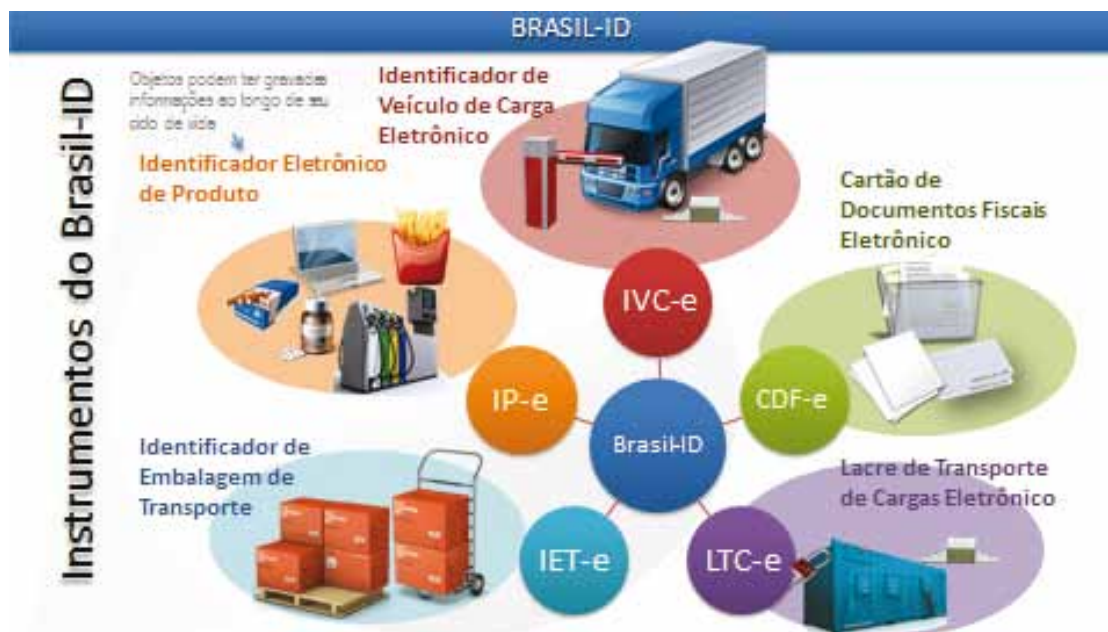 BRASIL-ID
Instrumentos do Brasil-ID
Objetos podem ter gravadas
informações ao longo de seu
ciclo de vida
Identificador Eletrônico
de Produto
Identificador de
Veículo de Carga
Eletrônico
Cartão de
Documentos Fiscais
Eletrônico
IVC-e
IP-e
CDF-e
Brasil-ID
Identificador de
Embalagem de
Transporte
Lacre de Transporte
de Cargas Eletrônico
IET-e
LTC-e